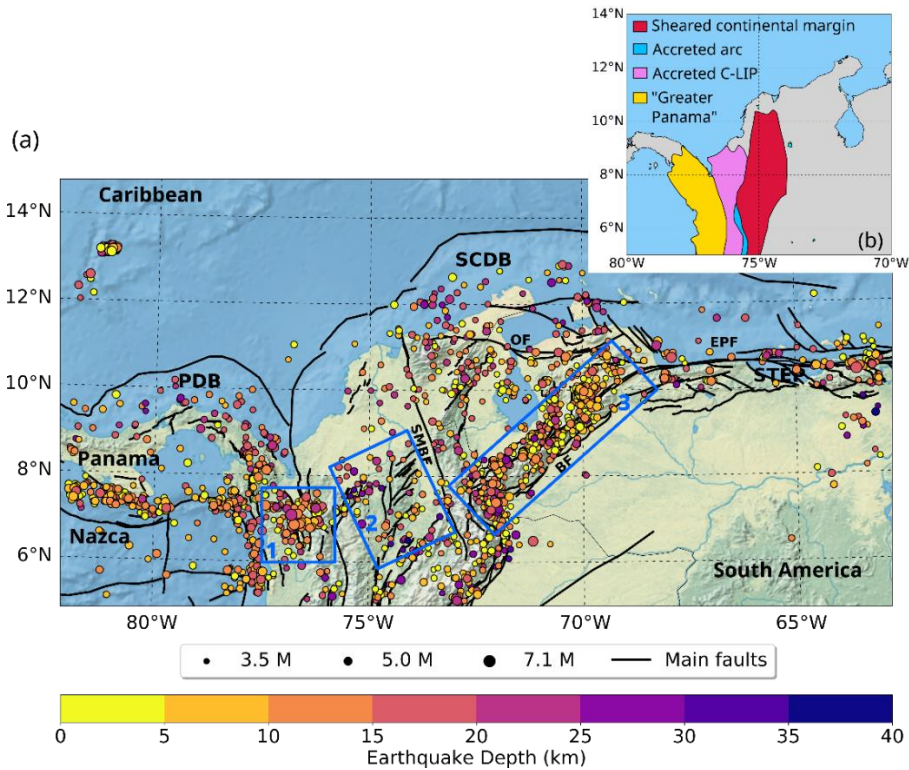 (a)
14°N
12°N
10°N
8°N
6°N
80°W
75°W
70°W
Sheared continental margin
Accreted arc
Accreted C-LIP
"Greater
Panama"
(b)
Caribbean
14°N
12°N
10°N
8°N
6°N
SCDB
PDB
OF
EPF
STEF
SMBF
BF
Panama
Nazca
South America
1
2
3
80°W
75°W
70°W
65°W
3.5 M
5.0 M
7.1 M
Main faults
0
5
10
15
20
25
30
35
40
Earthquake Depth (km)